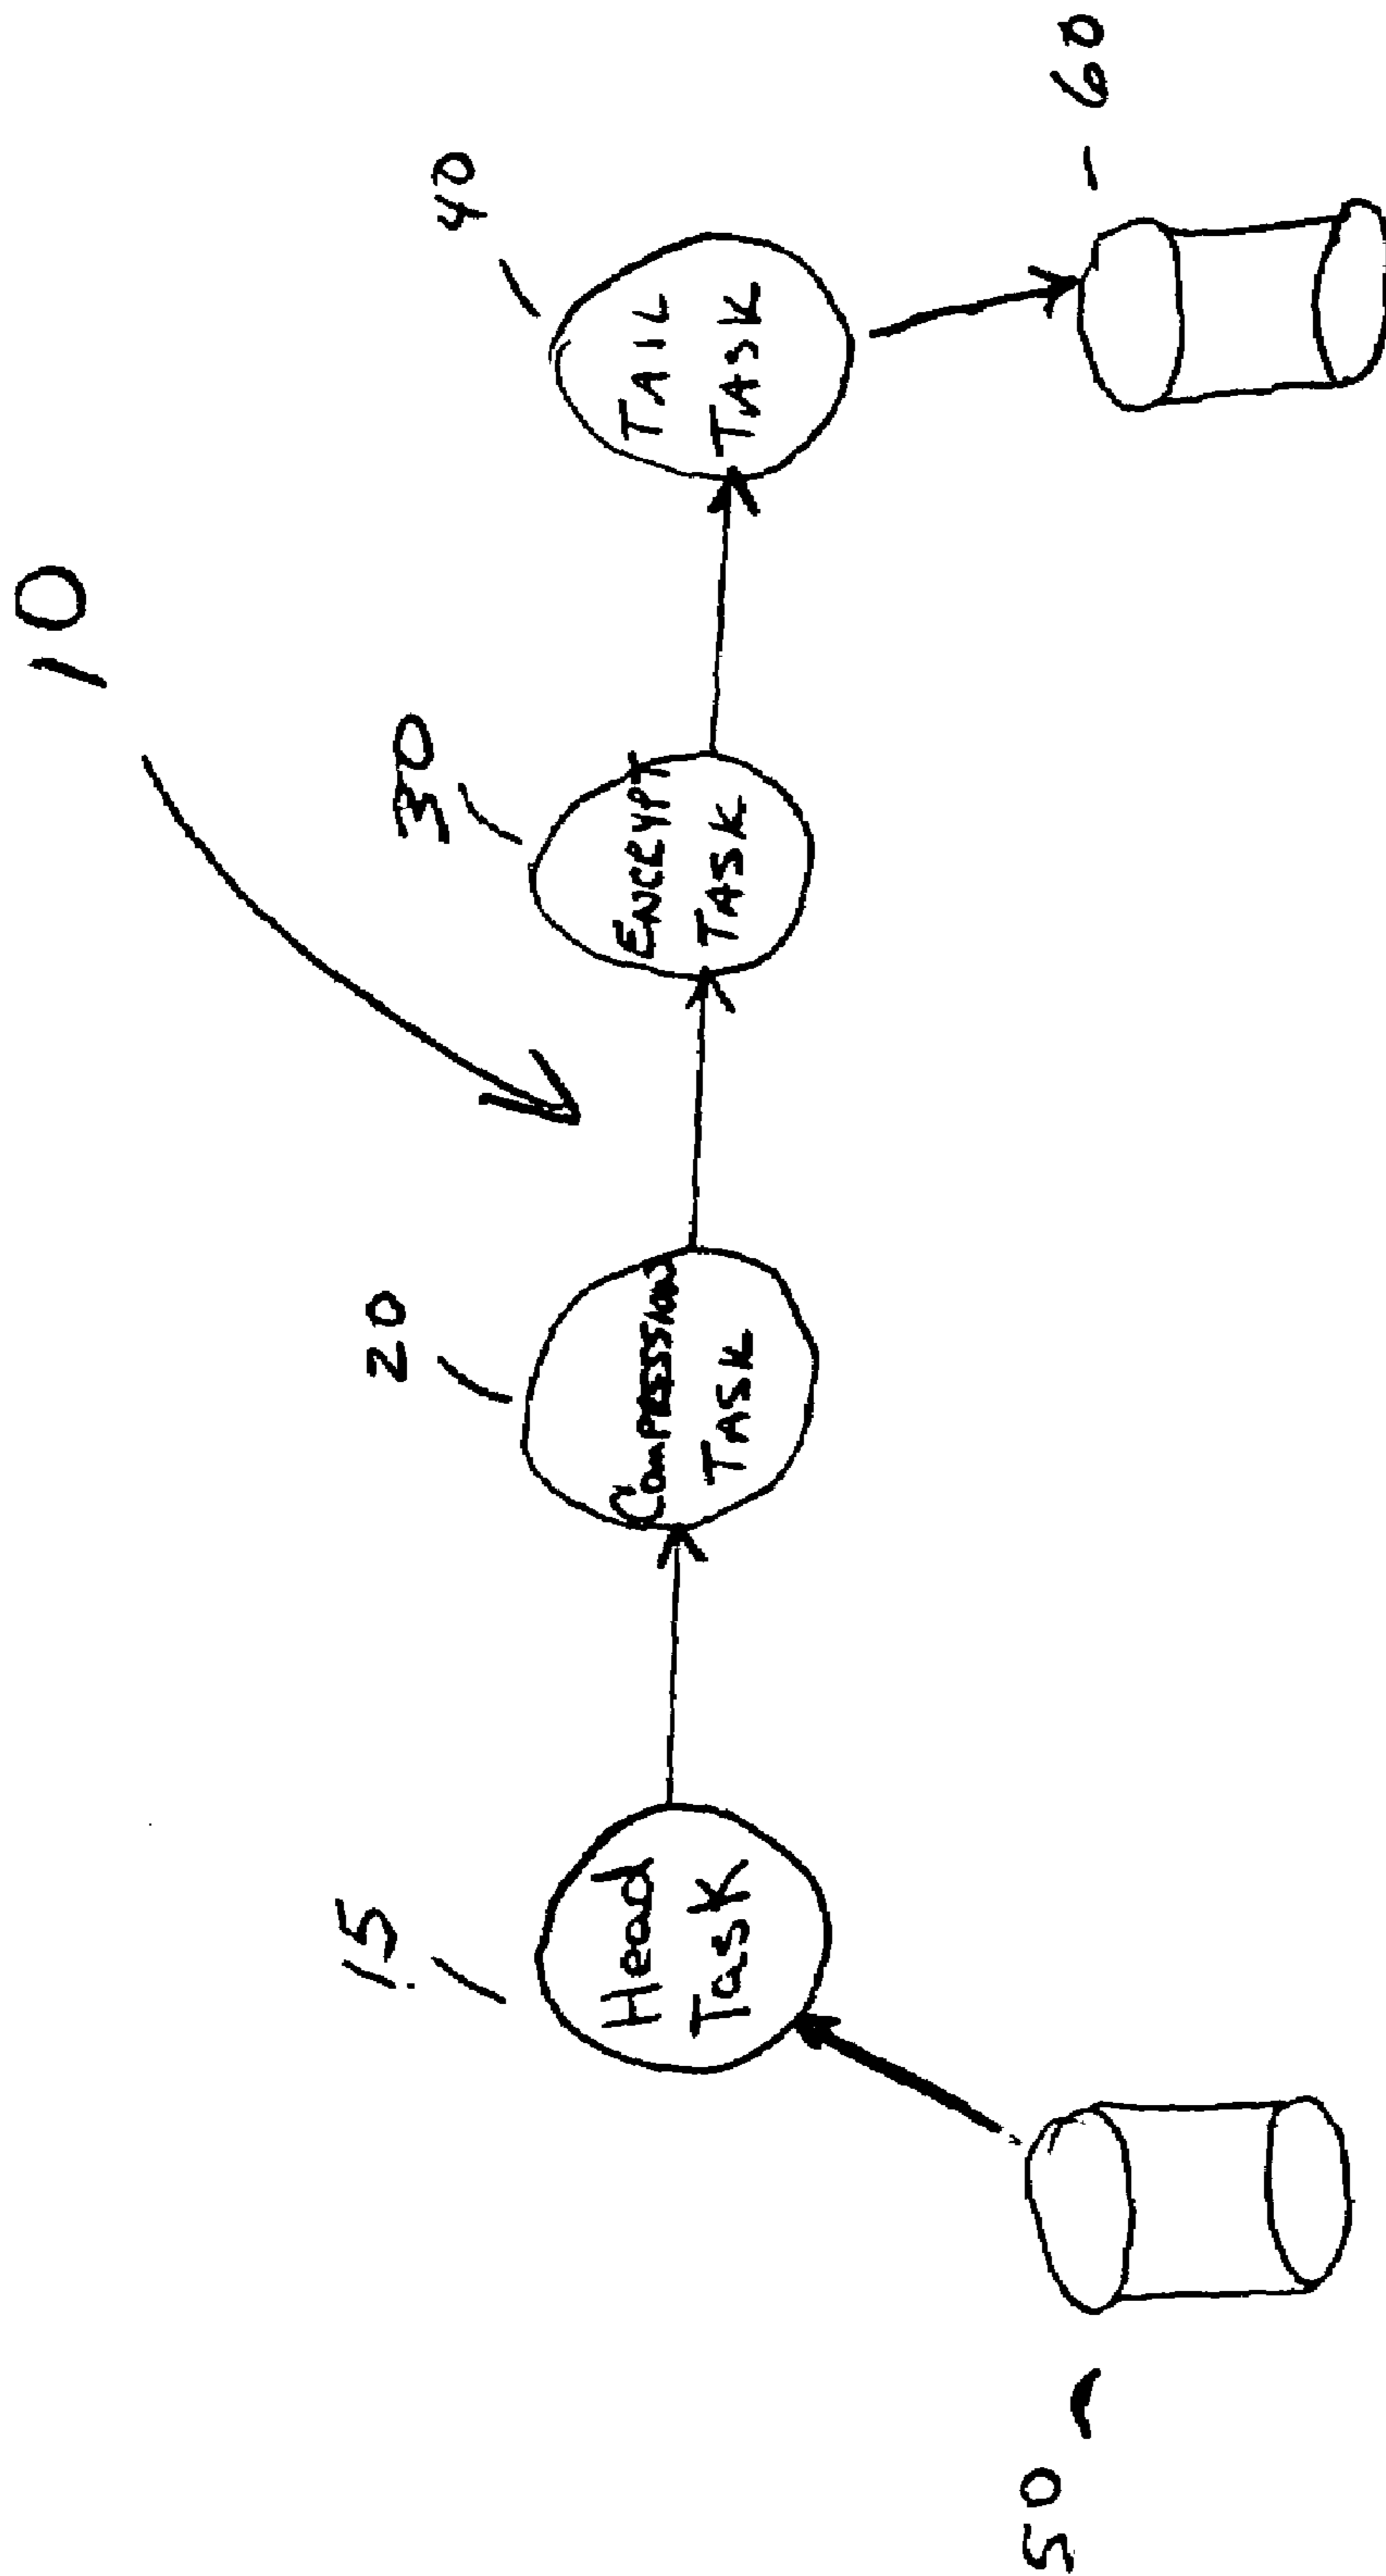 10
15
20
30
40
Head
Task
COMPRESSION
TASK
ENCRYPT
TASK
TAIL
TASK
50
60